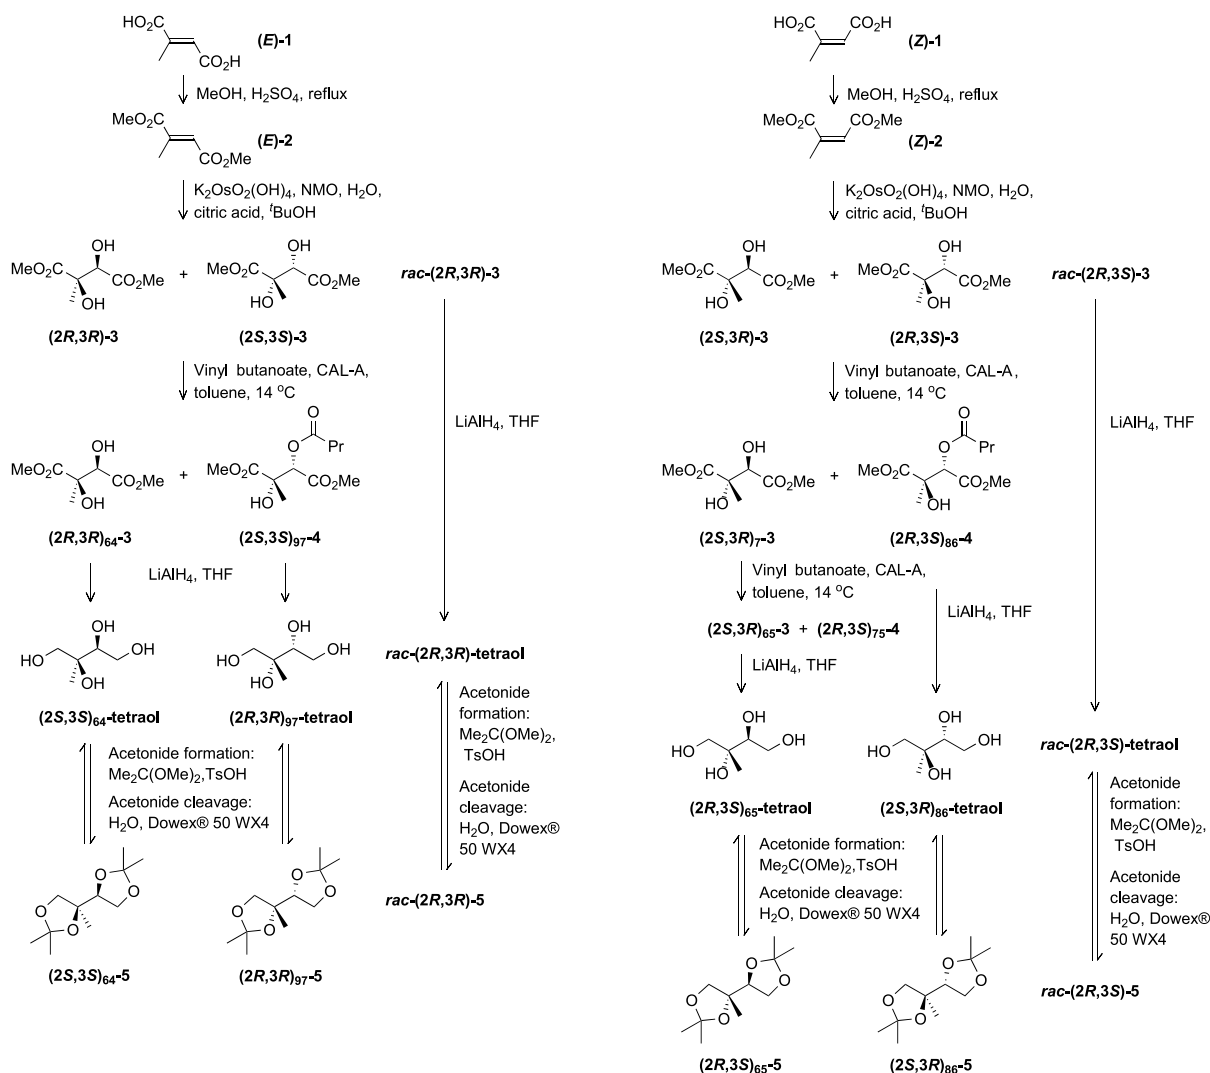 HO₂C
CO₂H
(E)-1
MeOH, H₂SO₄, reflux
MeO₂C
CO₂Me
(E)-2
K₂OsO₂(OH)₄, NMO, H₂O,
citric acid, ᵗBuOH
OH
MeO₂C
CO₂Me
OH
(2R,3R)-3
+
OH
MeO₂C
CO₂Me
HO
(2S,3S)-3
rac-(2R,3R)-3
Vinyl butanoate, CAL-A,
toluene, 14 °C
LiAlH₄, THF
OH
MeO₂C
CO₂Me
OH
(2R,3R)₆₄-3
+
O
O
Pr
MeO₂C
CO₂Me
HO
(2S,3S)₉₇-4
LiAlH₄, THF
OH
HO
OH
OH
(2S,3S)₆₄-tetraol
OH
HO
OH
HO
(2R,3R)₉₇-tetraol
rac-(2R,3R)-tetraol
Acetonide formation:
Me₂C(OMe)₂,TsOH
Acetonide cleavage:
H₂O, Dowex® 50 WX4
Acetonide
formation:
Me₂C(OMe)₂,
TsOH
Acetonide
cleavage:
H₂O, Dowex®
50 WX4
O
O
O
O
(2S,3S)₆₄-5
O
O
O
O
(2R,3R)₉₇-5
rac-(2R,3R)-5
HO₂C
CO₂H
(Z)-1
MeOH, H₂SO₄, reflux
MeO₂C
CO₂Me
(Z)-2
K₂OsO₂(OH)₄, NMO, H₂O,
citric acid, ᵗBuOH
OH
MeO₂C
CO₂Me
HO
(2S,3R)-3
+
OH
MeO₂C
CO₂Me
OH
(2R,3S)-3
rac-(2R,3S)-3
Vinyl butanoate, CAL-A,
toluene, 14 °C
LiAlH₄, THF
OH
MeO₂C
CO₂Me
HO
(2S,3R)₇-3
+
O
O
Pr
MeO₂C
CO₂Me
OH
(2R,3S)₈₆-4
Vinyl butanoate, CAL-A,
toluene, 14 °C
LiAlH₄, THF
(2S,3R)₆₅-3 + (2R,3S)₇₅-4
LiAlH₄, THF
OH
HO
OH
HO
(2R,3S)₆₅-tetraol
OH
HO
OH
OH
(2S,3R)₈₆-tetraol
rac-(2R,3S)-tetraol
Acetonide formation:
Me₂C(OMe)₂,TsOH
Acetonide cleavage:
H₂O, Dowex® 50 WX4
Acetonide
formation:
Me₂C(OMe)₂,
TsOH
Acetonide
cleavage:
H₂O, Dowex®
50 WX4
O
O
O
O
(2R,3S)₆₅-5
O
O
O
O
(2S,3R)₈₆-5
rac-(2R,3S)-5